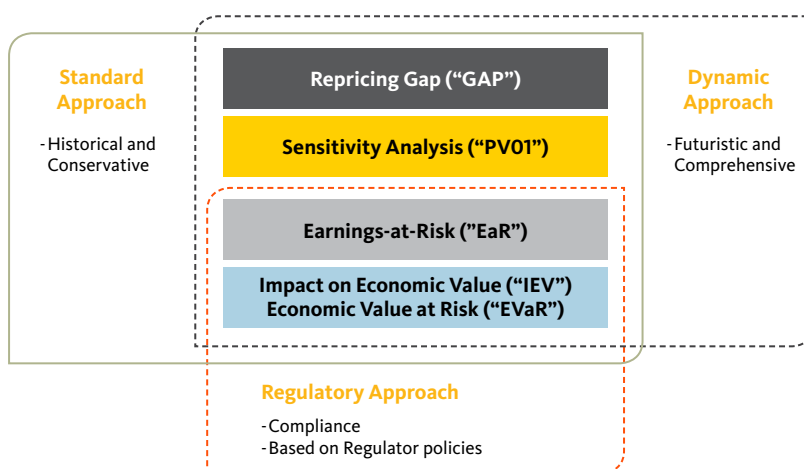 Standard
Approach
-Historical and
Conservative
Repricing Gap (“GAP”)
Sensitivity Analysis (“PV01”)
Earnings-at-Risk (”EaR”)
Impact on Economic Value (“IEV”)
Economic Value at Risk (“EVaR”)
Dynamic
Approach
-Futuristic and
Comprehensive
Regulatory Approach
-Compliance
-Based on Regulator policies